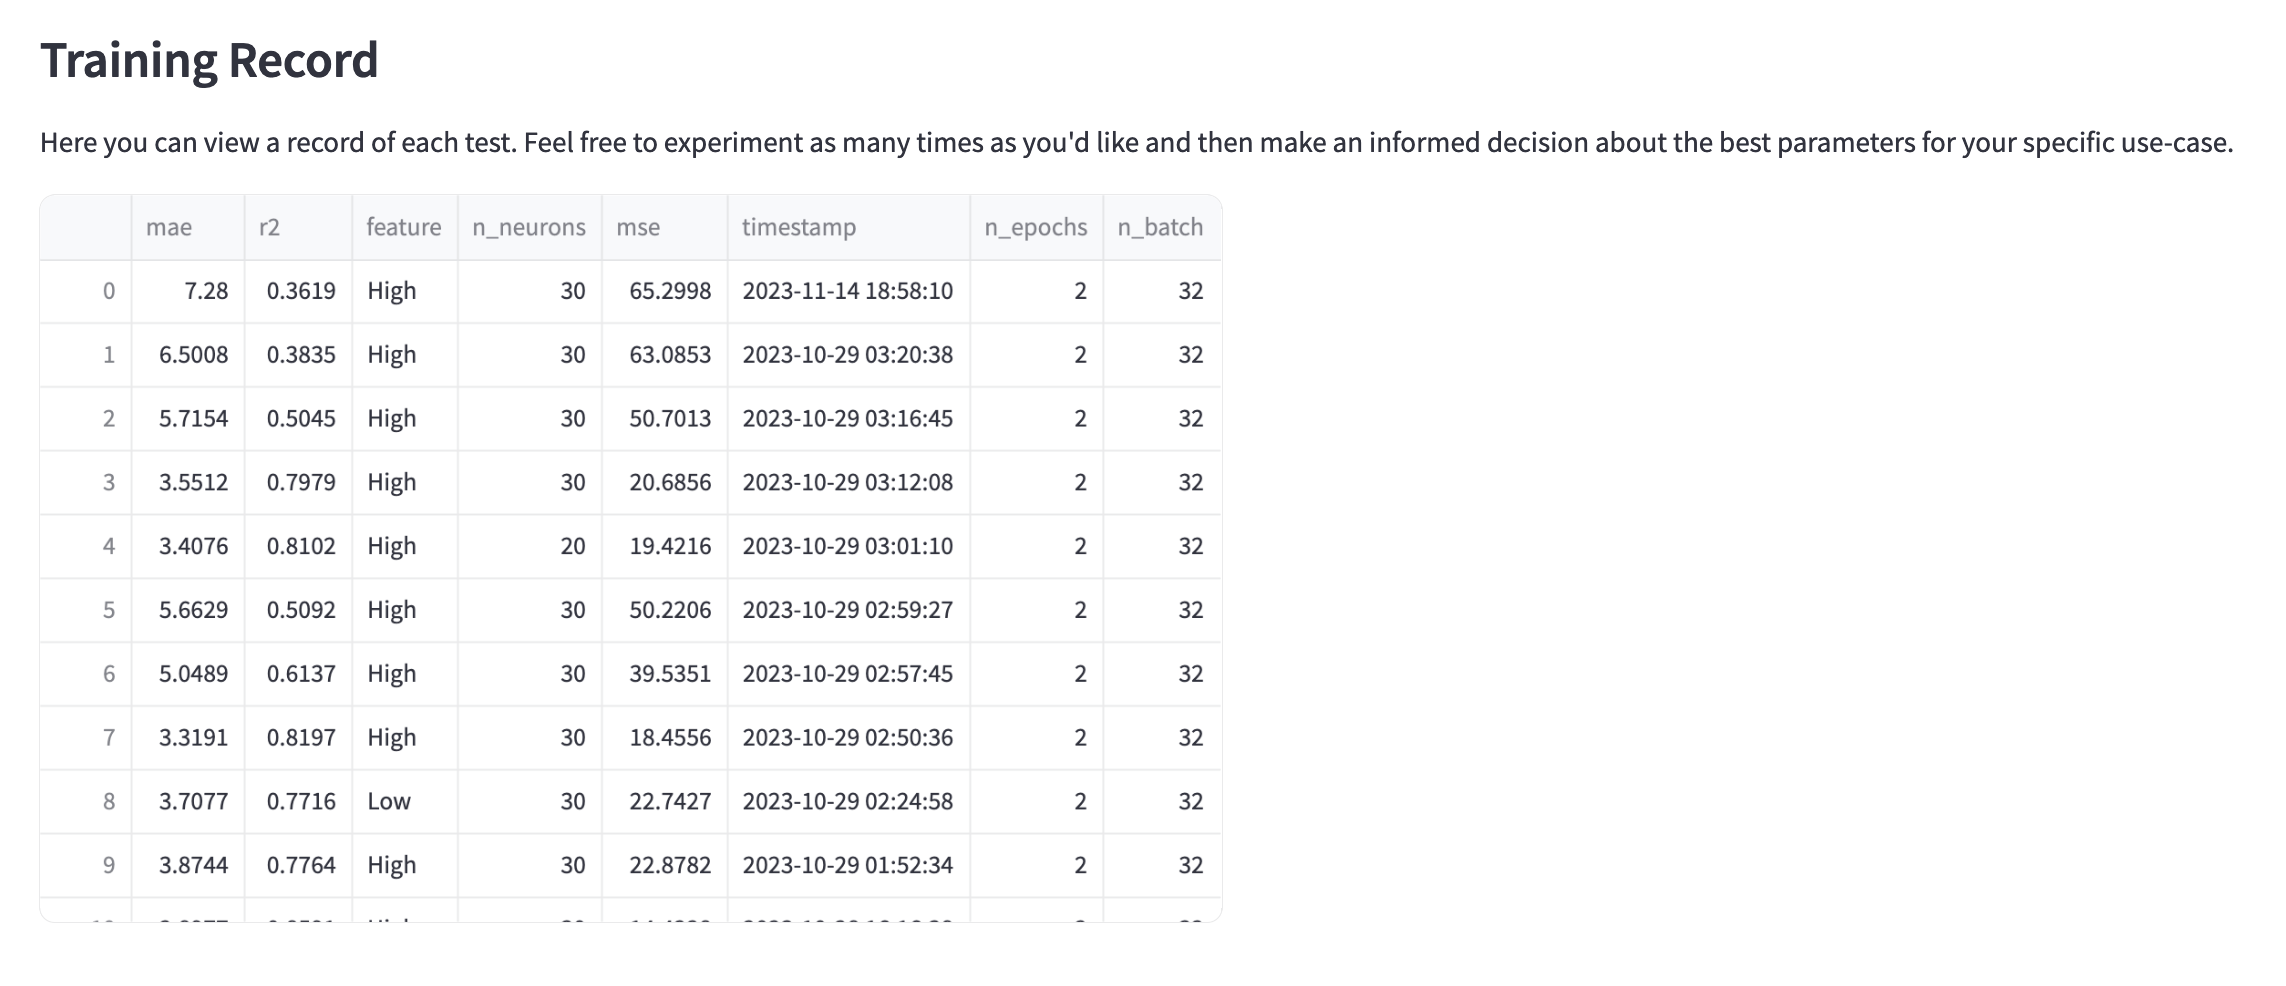 Training Record
Here you can view a record of each test. Feel free to experiment as many times as you'd like and then make an informed decision about the best parameters for your specific use-case.
mae r2 feature n_neurons mse timestamp n_epochs n_batch
0 7.28 0.3619 High 30 65.2998 2023-11-14 18:58:10 2 32
1 6.5008 0.3835 High 30 63.0853 2023-10-29 03:20:38 2 32
2 5.7154 0.5045 High 30 50.7013 2023-10-29 03:16:45 2 32
3 3.5512 0.7979 High 30 20.6856 2023-10-29 03:12:08 2 32
4 3.4076 0.8102 High 20 19.4216 2023-10-29 03:01:10 2 32
5 5.6629 0.5092 High 30 50.2206 2023-10-29 02:59:27 2 32
6 5.0489 0.6137 High 30 39.5351 2023-10-29 02:57:45 2 32
7 3.3191 0.8197 High 30 18.4556 2023-10-29 02:50:36 2 32
8 3.7077 0.7716 Low 30 22.7427 2023-10-29 02:24:58 2 32
9 3.8744 0.7764 High 30 22.8782 2023-10-29 01:52:34 2 32